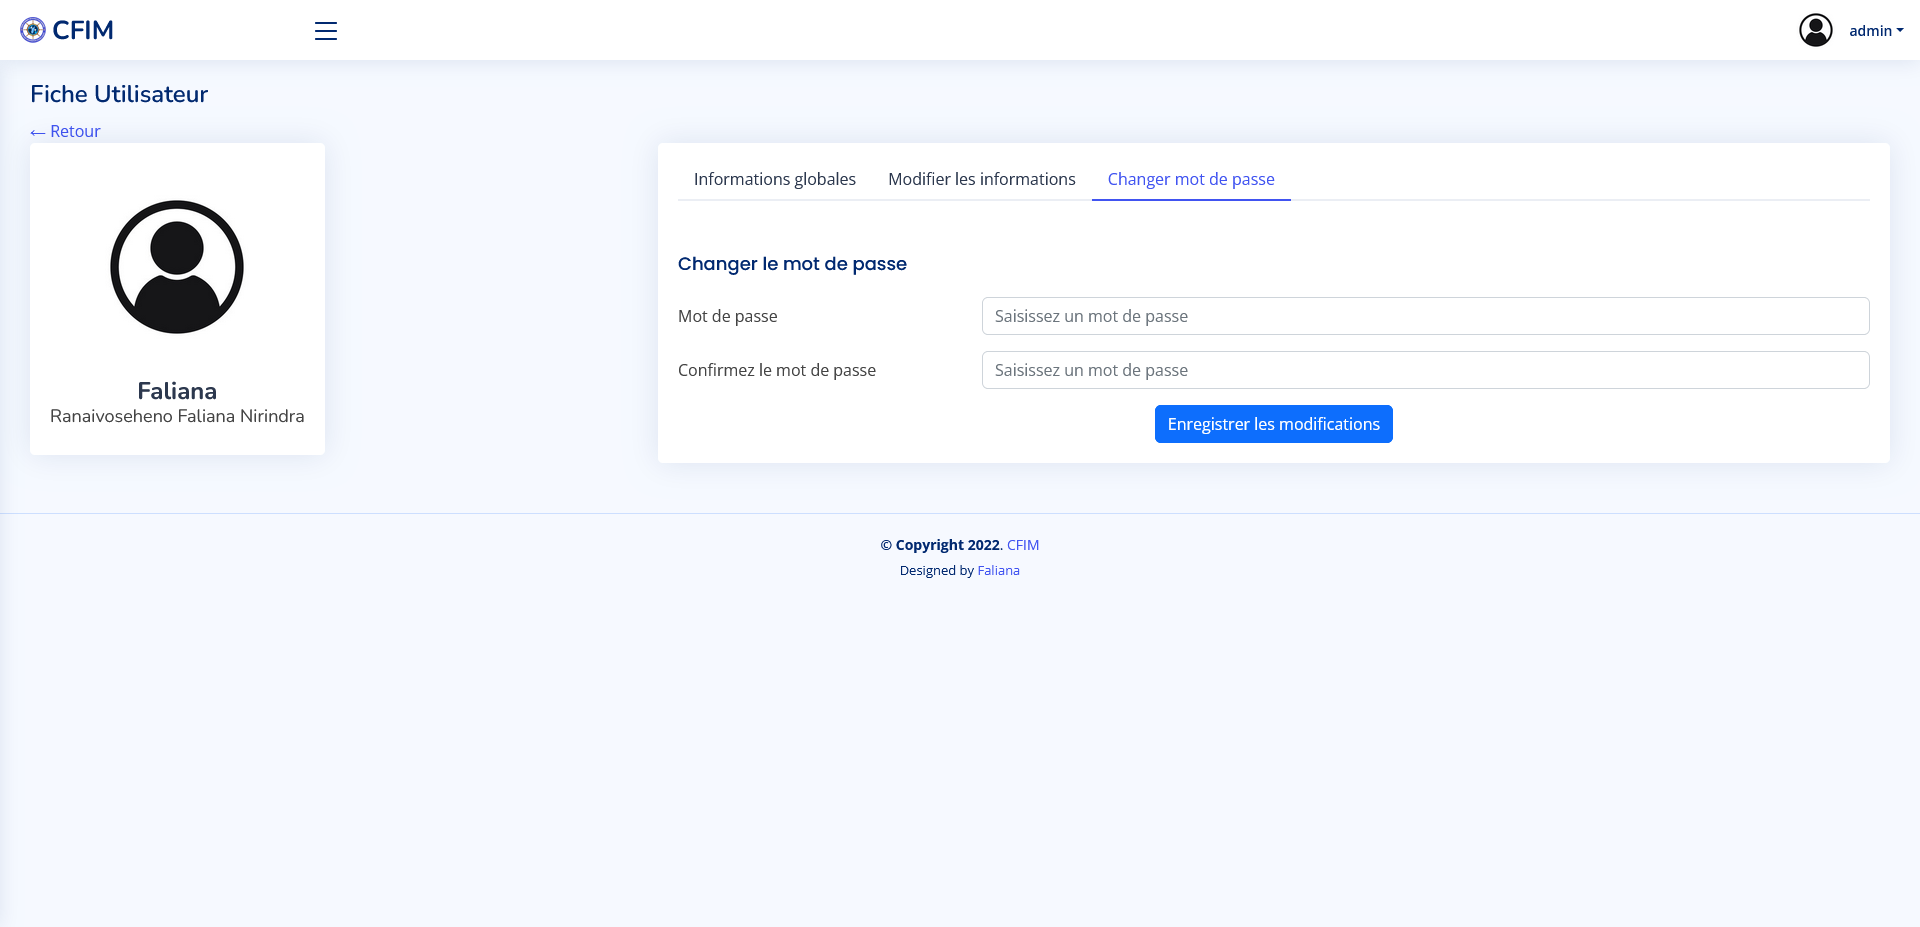 CFIM
admin
Fiche Utilisateur
← Retour
Faliana
Ranaivoseheno Faliana Nirindra
Informations globales
Modifier les informations
Changer mot de passe
Changer le mot de passe
Mot de passe
Saisissez un mot de passe
Confirmez le mot de passe
Saisissez un mot de passe
Enregistrer les modifications
© Copyright 2022. CFIM
Designed by Faliana